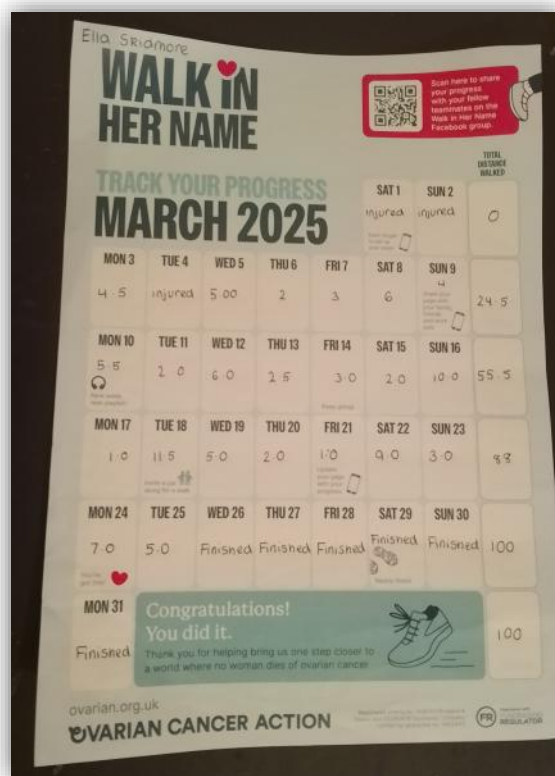 Ella Skidmore
WALK IN
HER NAME
Scan here to share
your progress
with your fellow
teammates on the
Walk in Her Name
Facebook group.
TRACK YOUR PROGRESS
MARCH 2025
TOTAL
DISTANCE
WALKED
SAT 1 SUN 2
injured injured 0
MON 3 TUE 4 WED 5 THU 6 FRI 7 SAT 8 SUN 9
4.5 injured 5.00 2 3 6 4 24.5
MON 10 TUE 11 WED 12 THU 13 FRI 14 SAT 15 SUN 16
5.5 2.0 6.0 2.5 3.0 2.0 10.0 55.5
MON 17 TUE 18 WED 19 THU 20 FRI 21 SAT 22 SUN 23
1.0 11.5 5.0 2.0 1.0 9.0 3.0 88
MON 24 TUE 25 WED 26 THU 27 FRI 28 SAT 29 SUN 30
7.0 5.0 Finished Finished Finished Finished Finished 100
MON 31
Finished
Congratulations!
You did it.
Thank you for helping bring us one step closer to
a world where no woman dies of ovarian cancer
100
ovarian.org.uk
OVARIAN CANCER ACTION
FR
REGULATOR